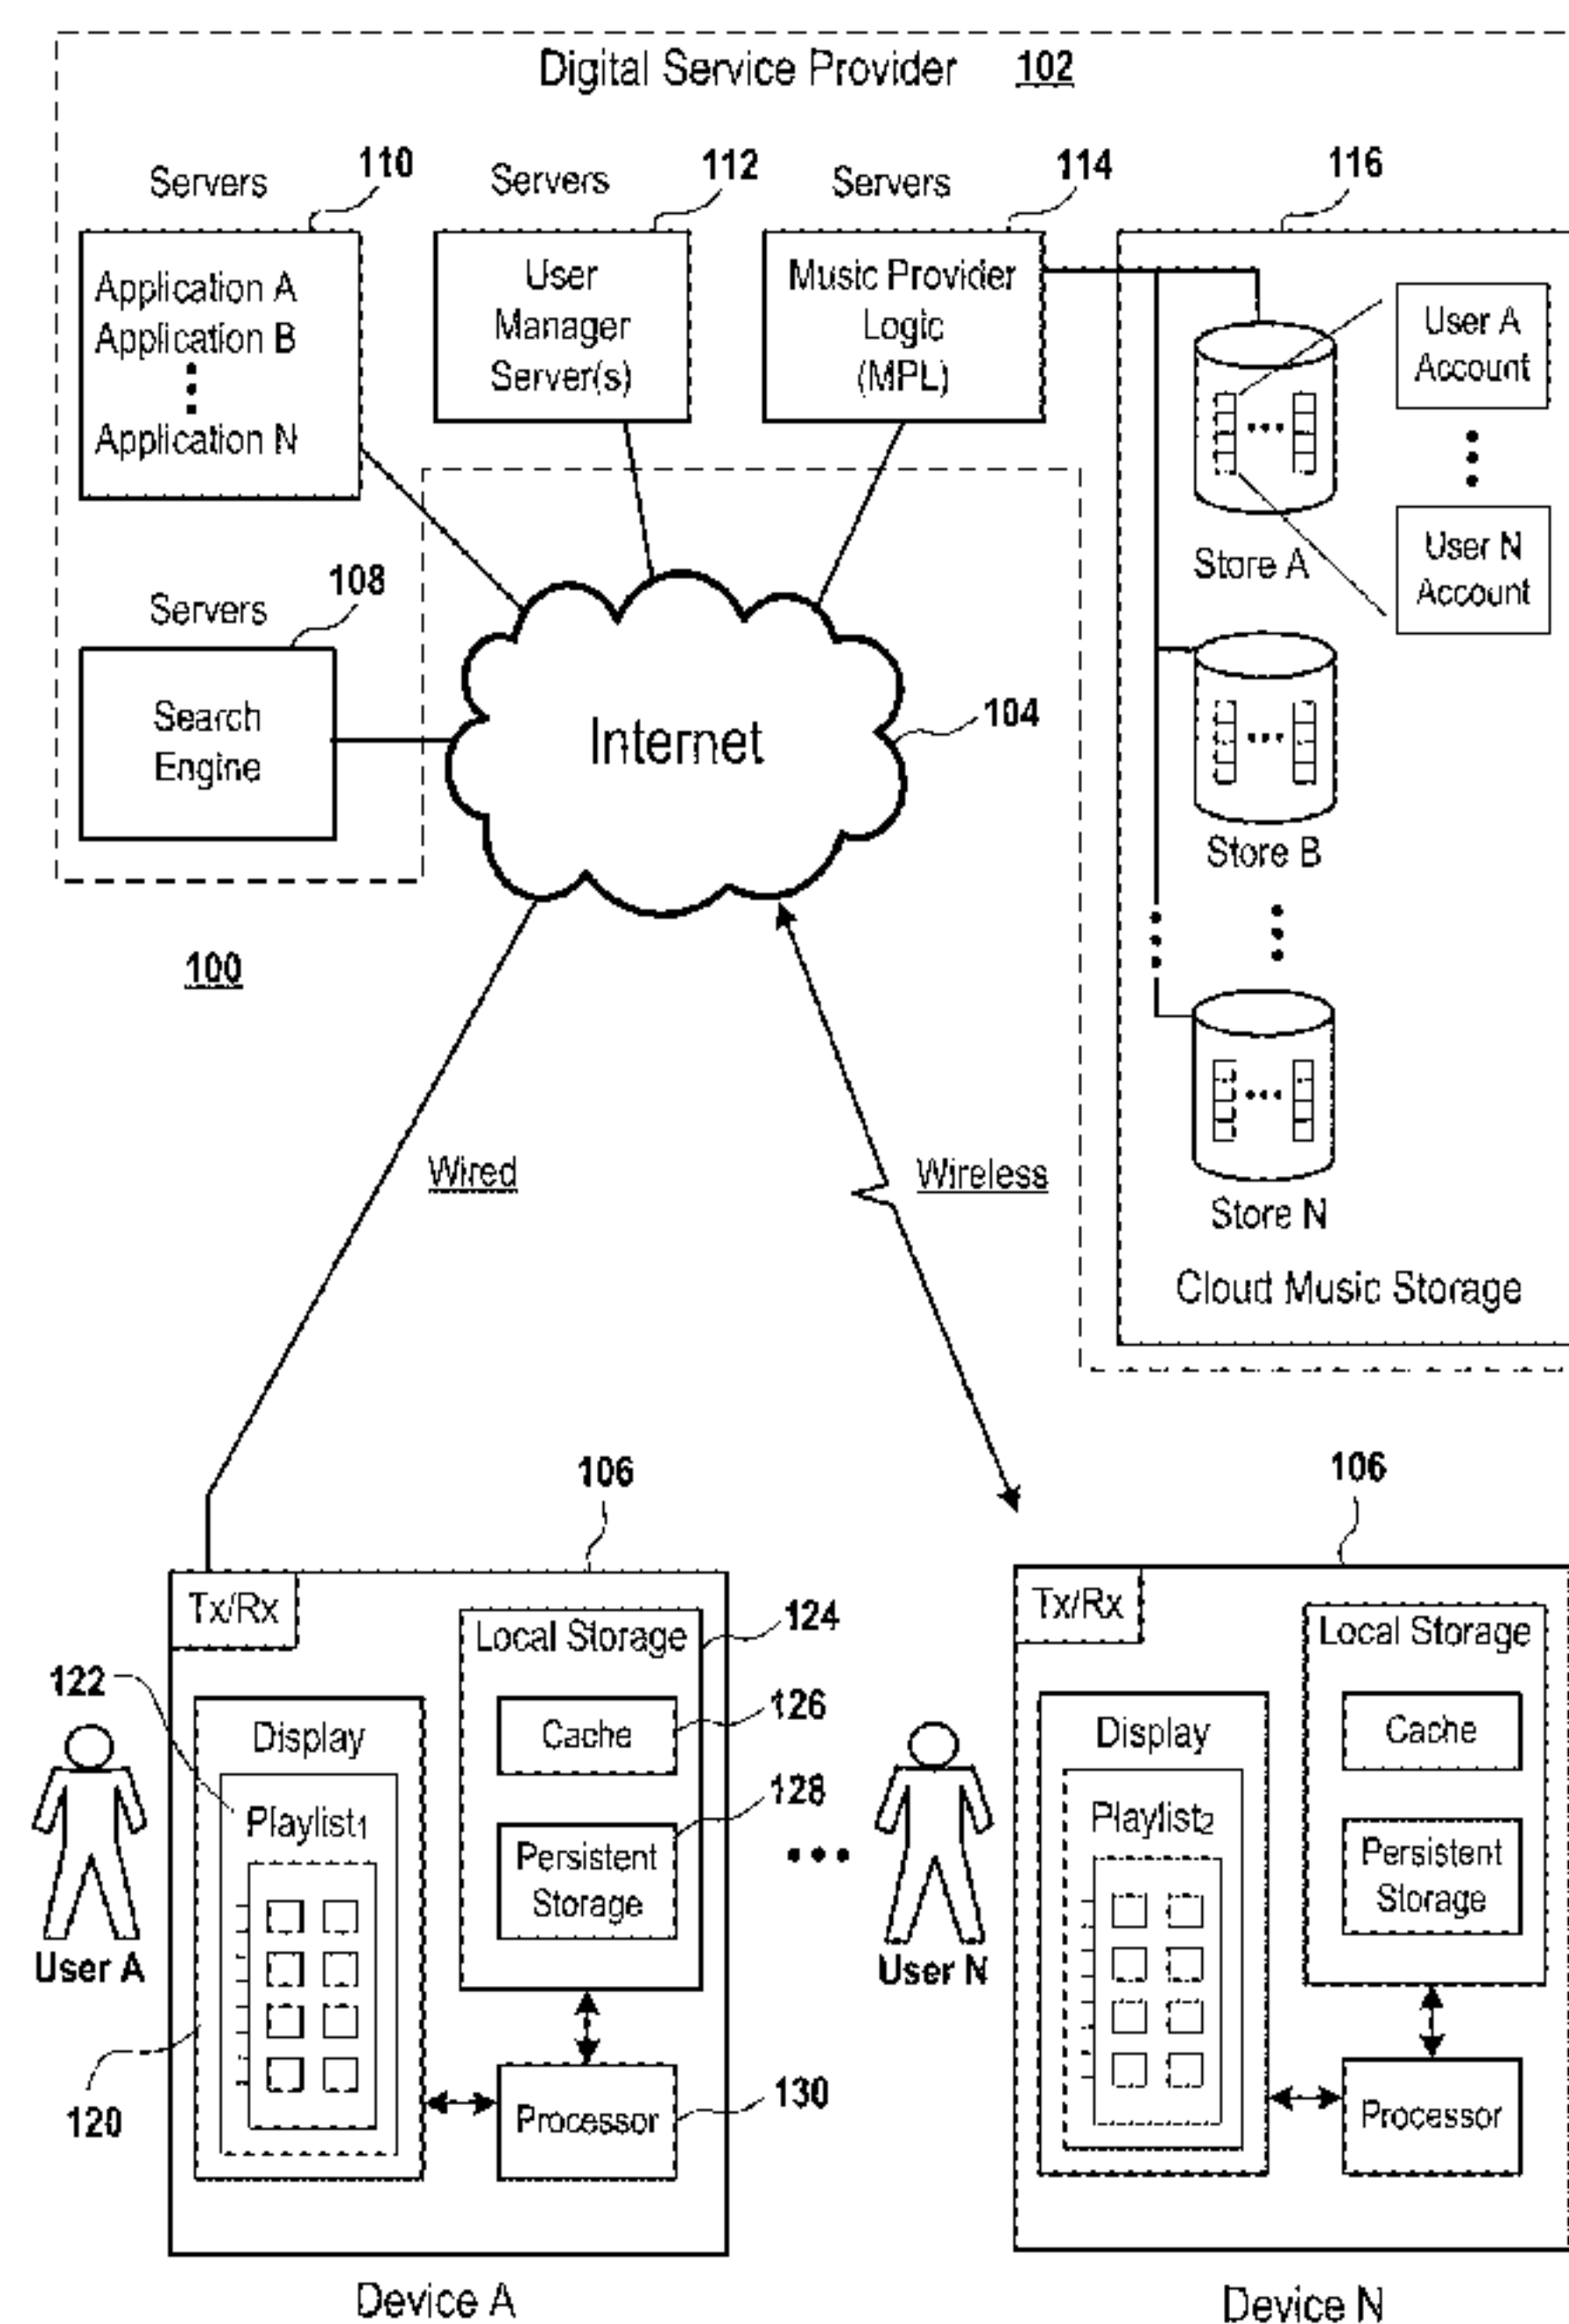 Digital Service Provider 102
Servers 110
Servers 112
Servers 114
116
Application A
Application B
Application N
User
Manager
Server(s)
Music Provider
Logic
(MPL)
User A
Account
Store A
User N
Account
Servers 108
Search
Engine
Internet
104
Store B
100
Wired
Wireless
Store N
Cloud Music Storage
106
Tx/Rx
Local Storage
124
122
Cache
126
Display
Playlist1
128
Persistent
Storage
User A
120
Processor
130
Device A
106
Tx/Rx
Local Storage
Cache
Display
Playlist2
Persistent
Storage
User N
Processor
Device N